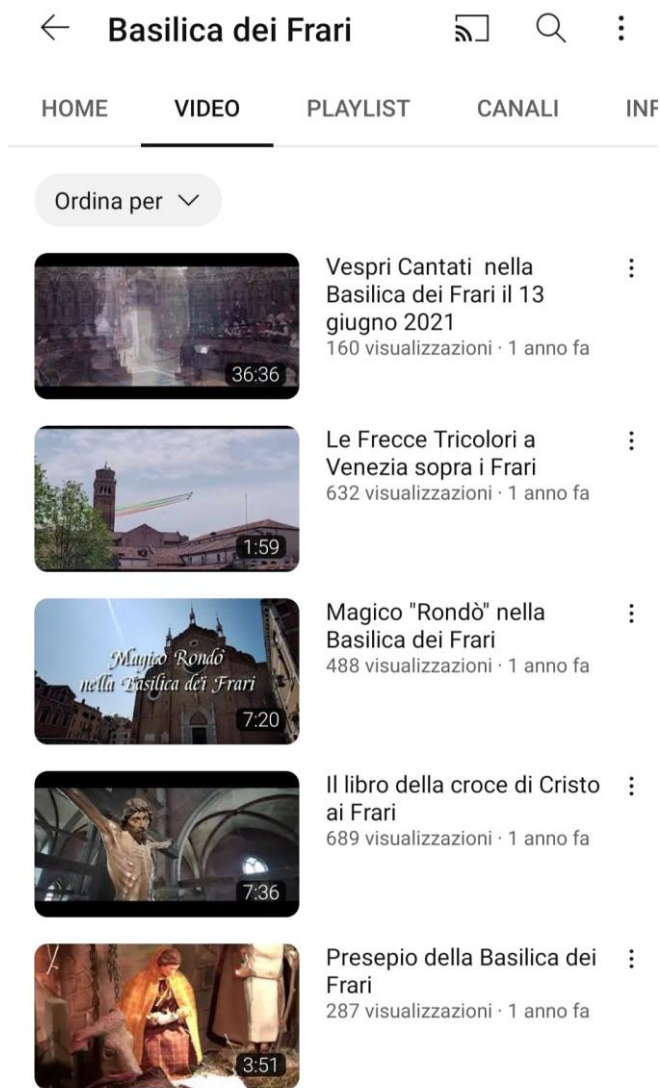 Basilica dei Frari
HOME VIDEO PLAYLIST CANALI INF
Ordina per
Vespri Cantati nella
Basilica dei Frari il 13
giugno 2021
160 visualizzazioni · 1 anno fa
36:36
Le Frecce Tricolori a
Venezia sopra i Frari
632 visualizzazioni · 1 anno fa
1:59
Magico "Rondò" nella
Basilica dei Frari
488 visualizzazioni · 1 anno fa
Magico Rondò
nella Basilica dei Frari
7:20
Il libro della croce di Cristo
ai Frari
689 visualizzazioni · 1 anno fa
7:36
Presepio della Basilica dei
Frari
287 visualizzazioni · 1 anno fa
3:51